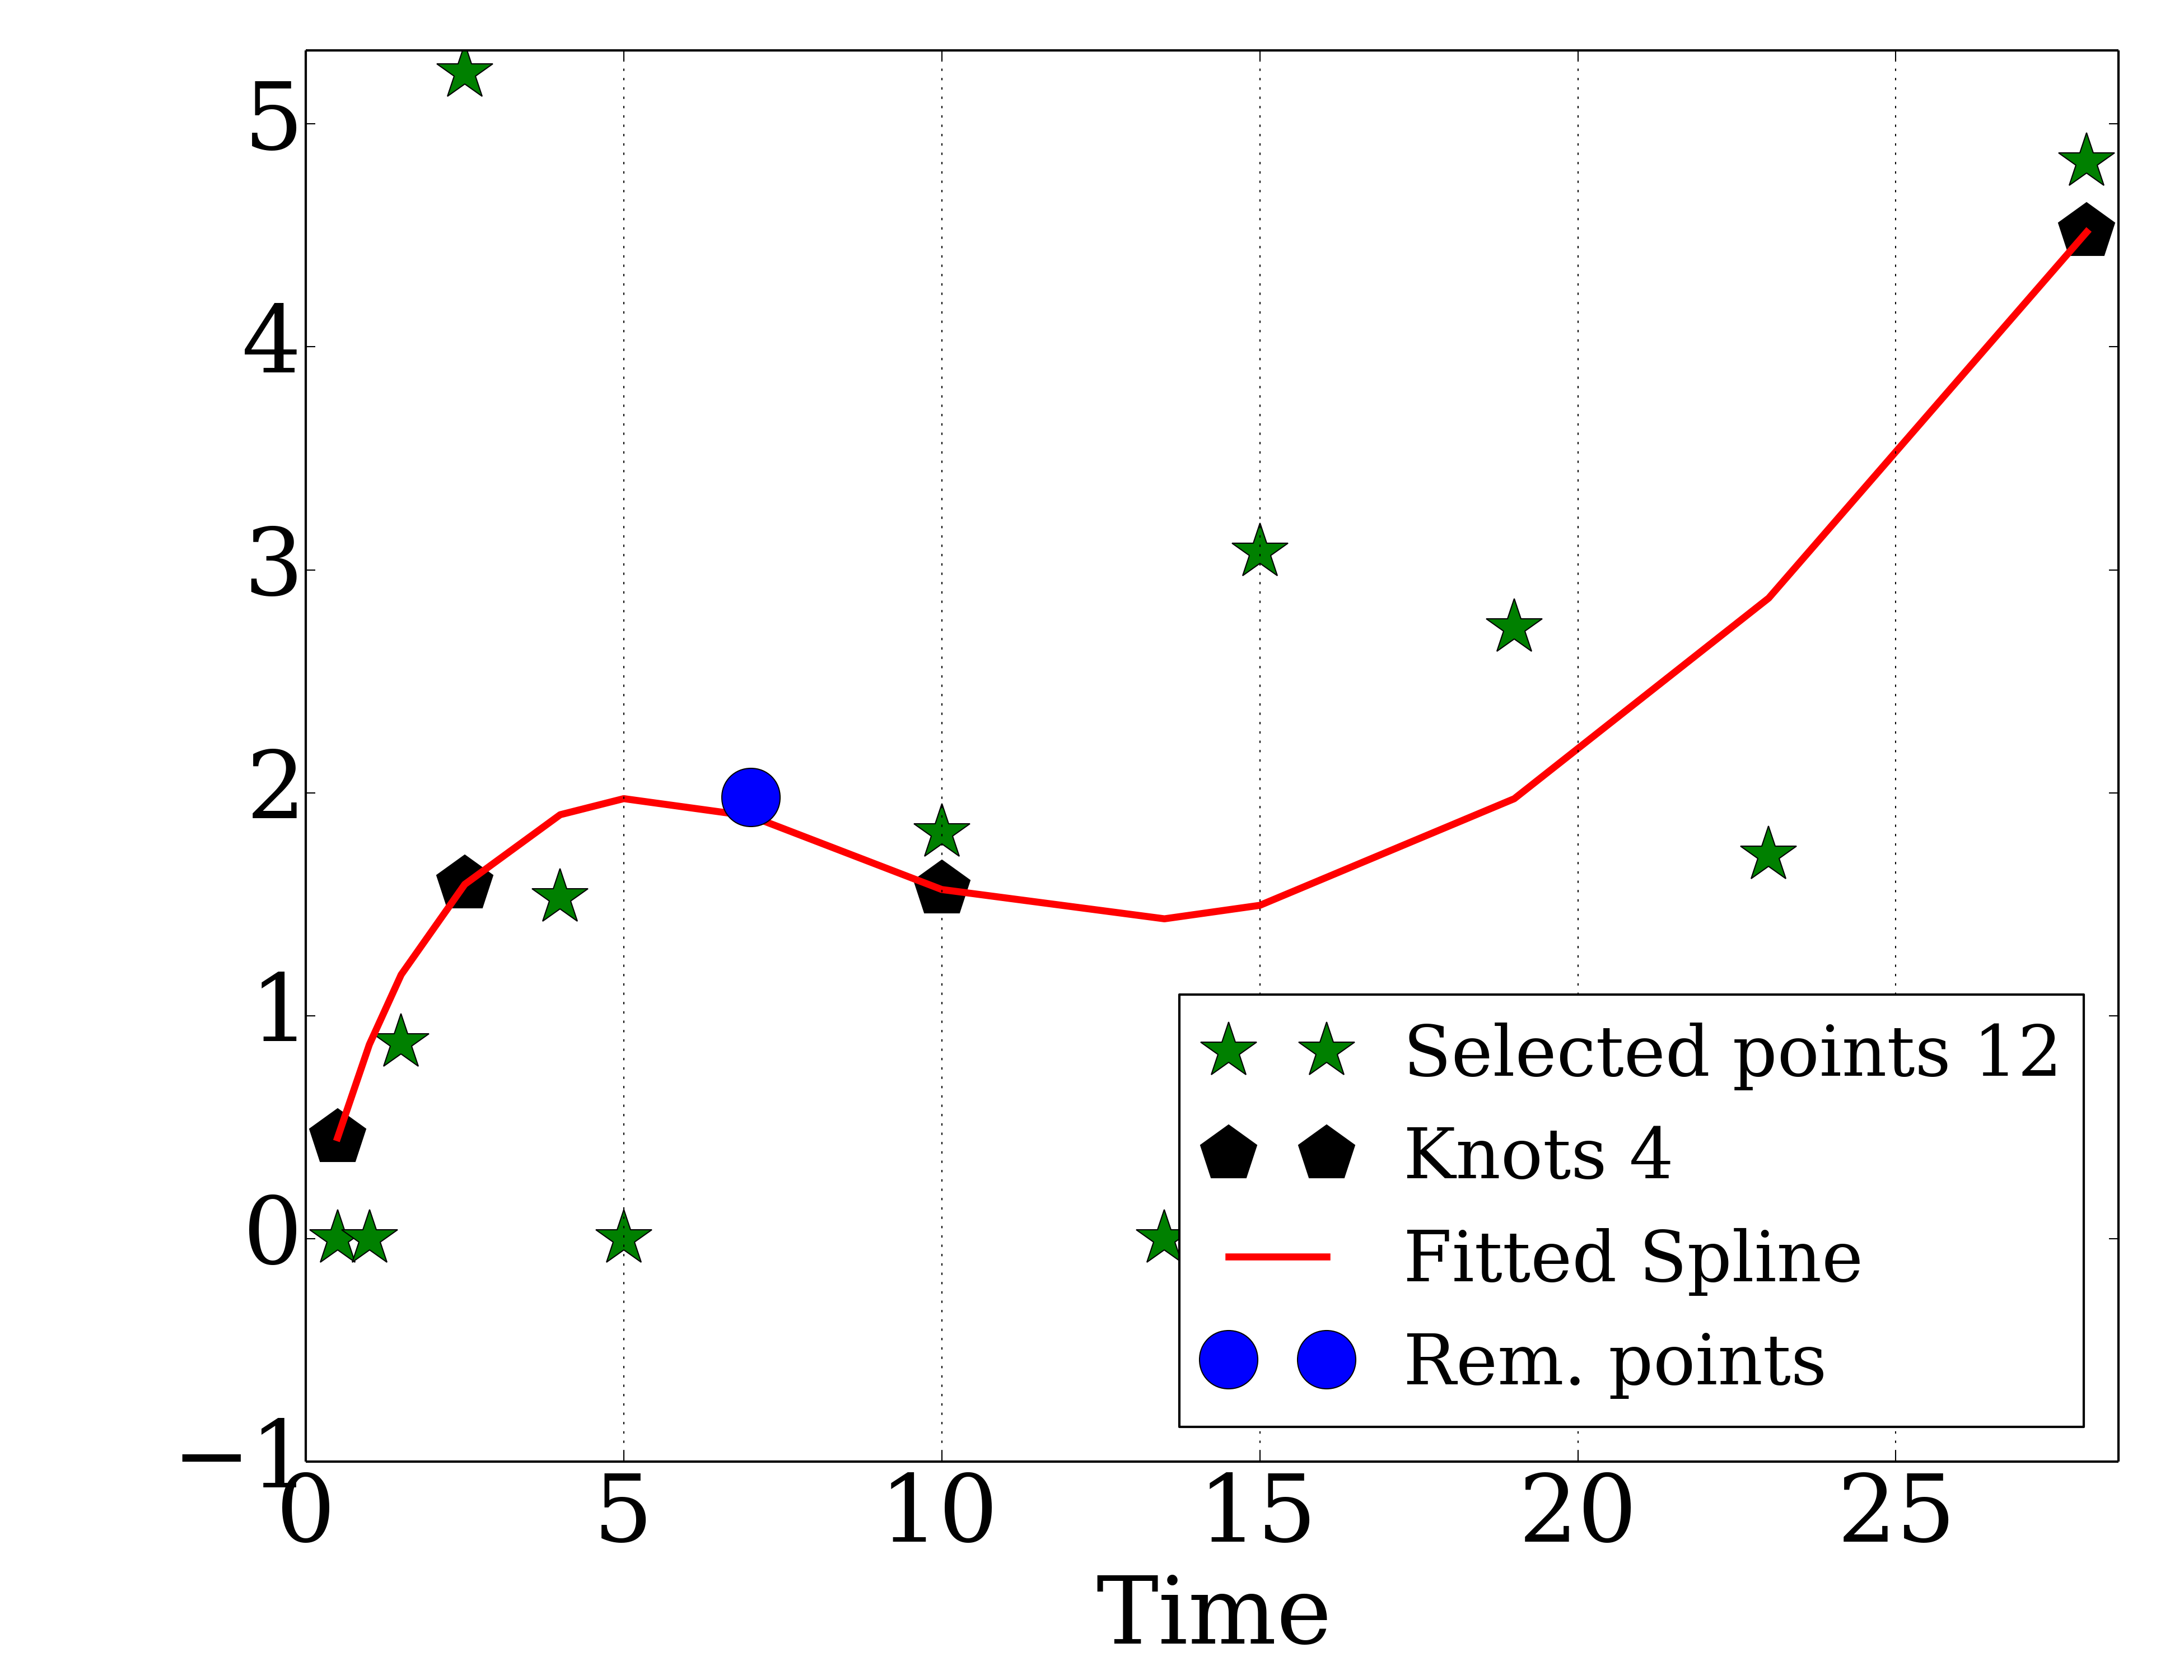 5
4
3
2
1
0
−1
Selected points 12
Knots 4
Fitted Spline
Rem. points
0 5 10 15 20 25
Time